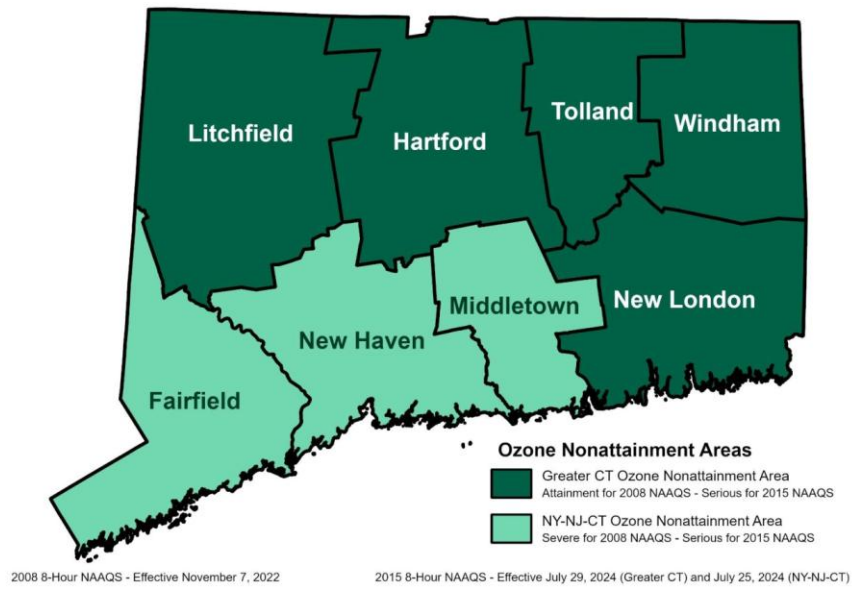 Litchfield
Hartford
Tolland
Windham
Fairfield
New Haven
Middletown
New London
Ozone Nonattainment Areas
Greater CT Ozone Nonattainment Area
Attainment for 2008 NAAQS - Serious for 2015 NAAQS
NY-NJ-CT Ozone Nonattainment Area
Severe for 2008 NAAQS - Serious for 2015 NAAQS
2008 8-Hour NAAQS - Effective November 7, 2022
2015 8-Hour NAAQS - Effective July 29, 2024 (Greater CT) and July 25, 2024 (NY-NJ-CT)